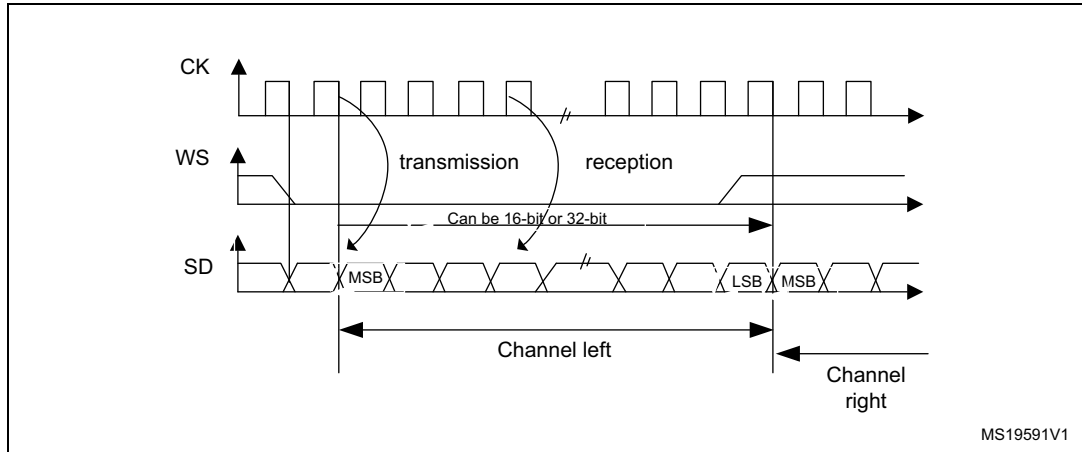 CK
//
WS
transmission
reception
Can be 16-bit or 32-bit
SD
//
MSB
LSB
MSB
Channel left
Channel
right
MS19591V1